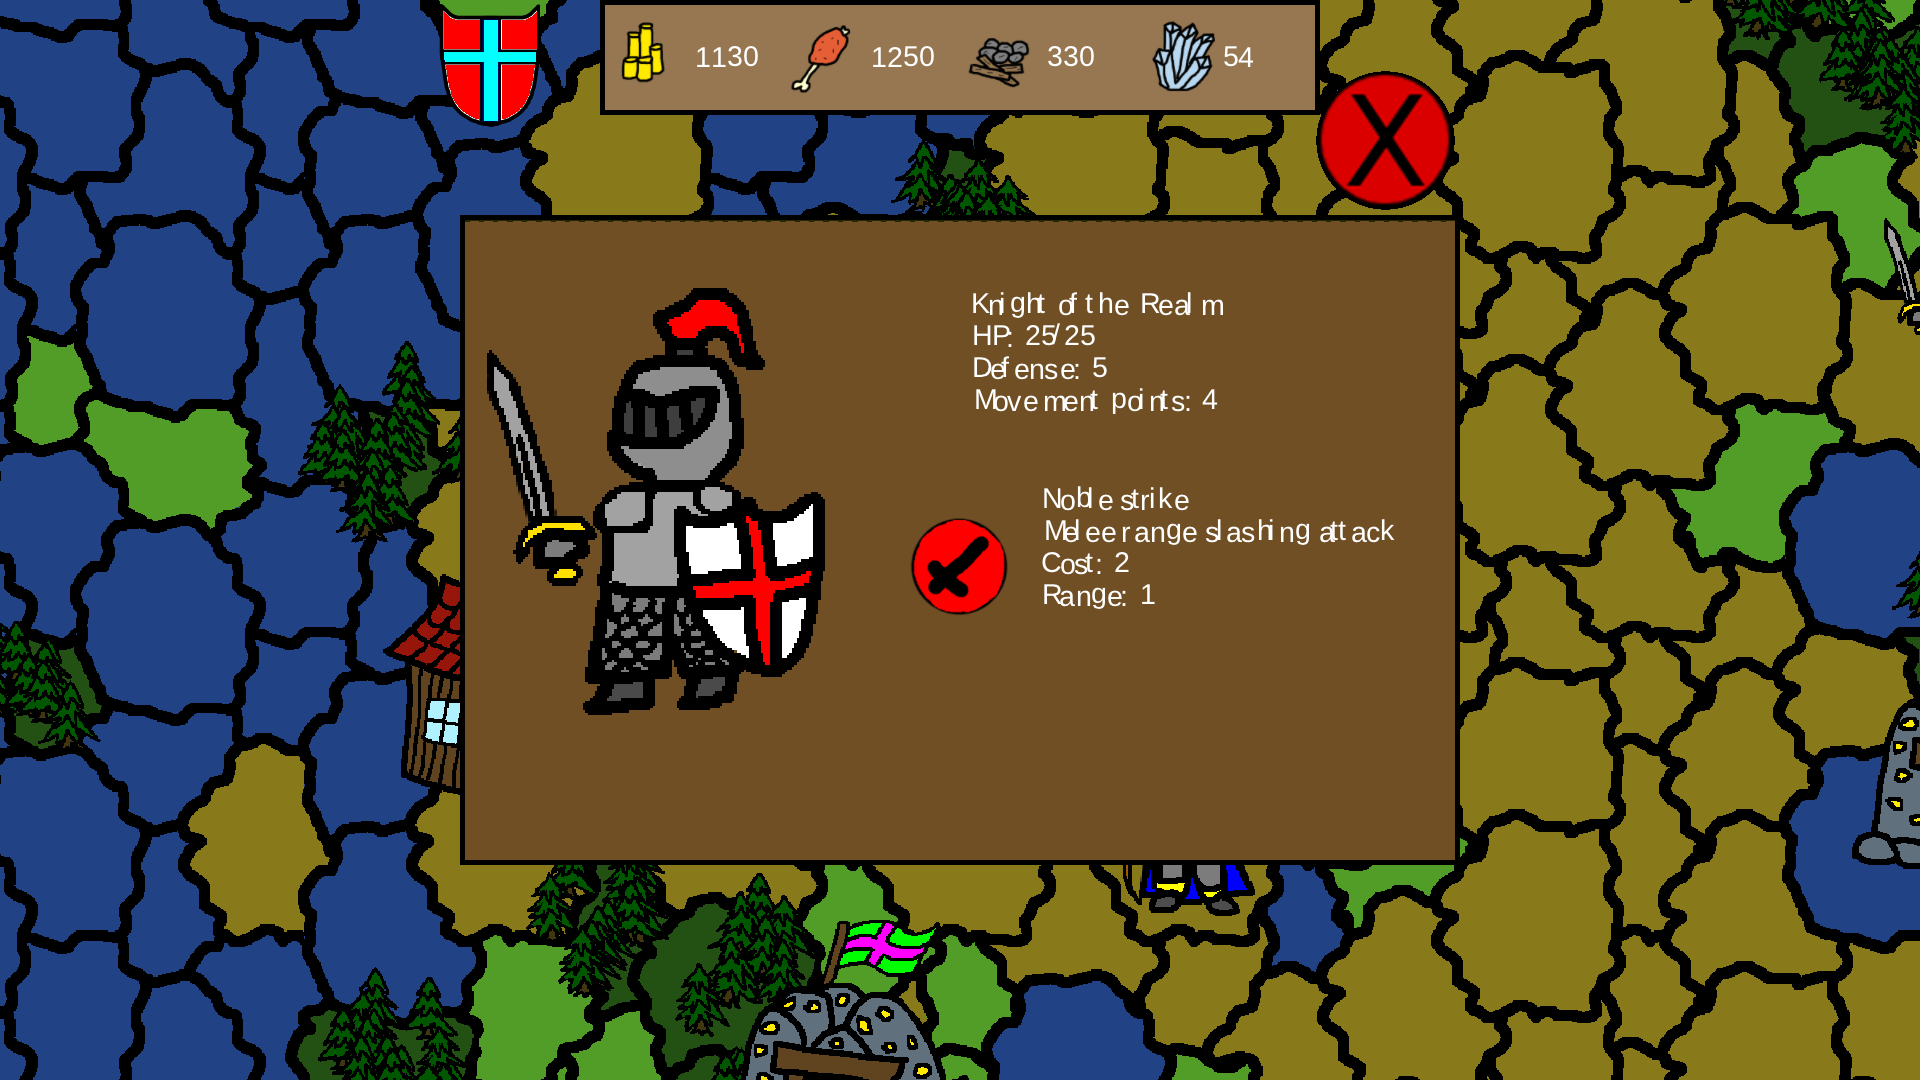 1130 1250 330 54
X
Knight of the Realm
HP: 25/25
Defense: 5
Movement points: 4
Noble strike
Melee range slashing attack
Cost: 2
Range: 1